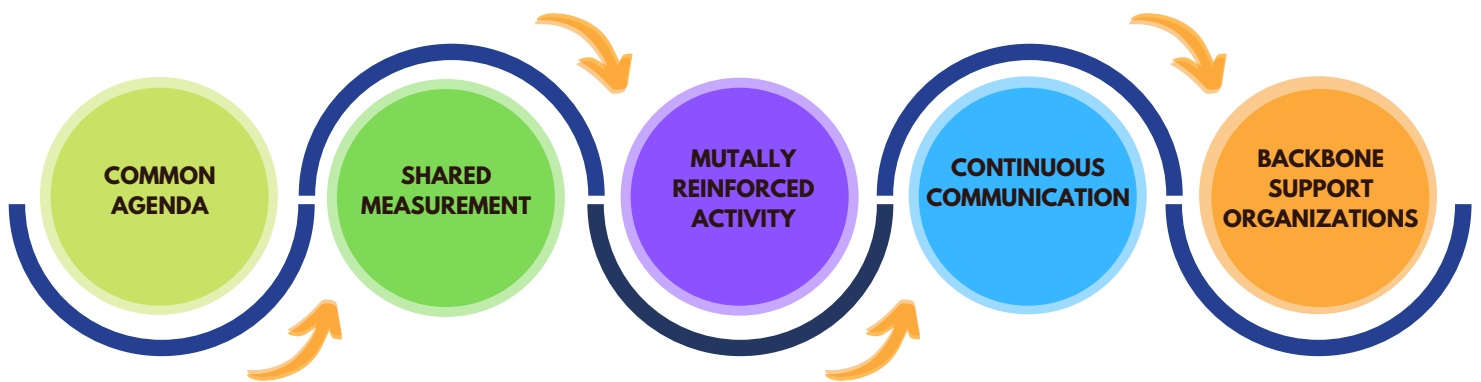 COMMON
AGENDA
SHARED
MEASUREMENT
MUTALLY
REINFORCED
ACTIVITY
CONTINUOUS
COMMUNICATION
BACKBONE
SUPPORT
ORGANIZATIONS